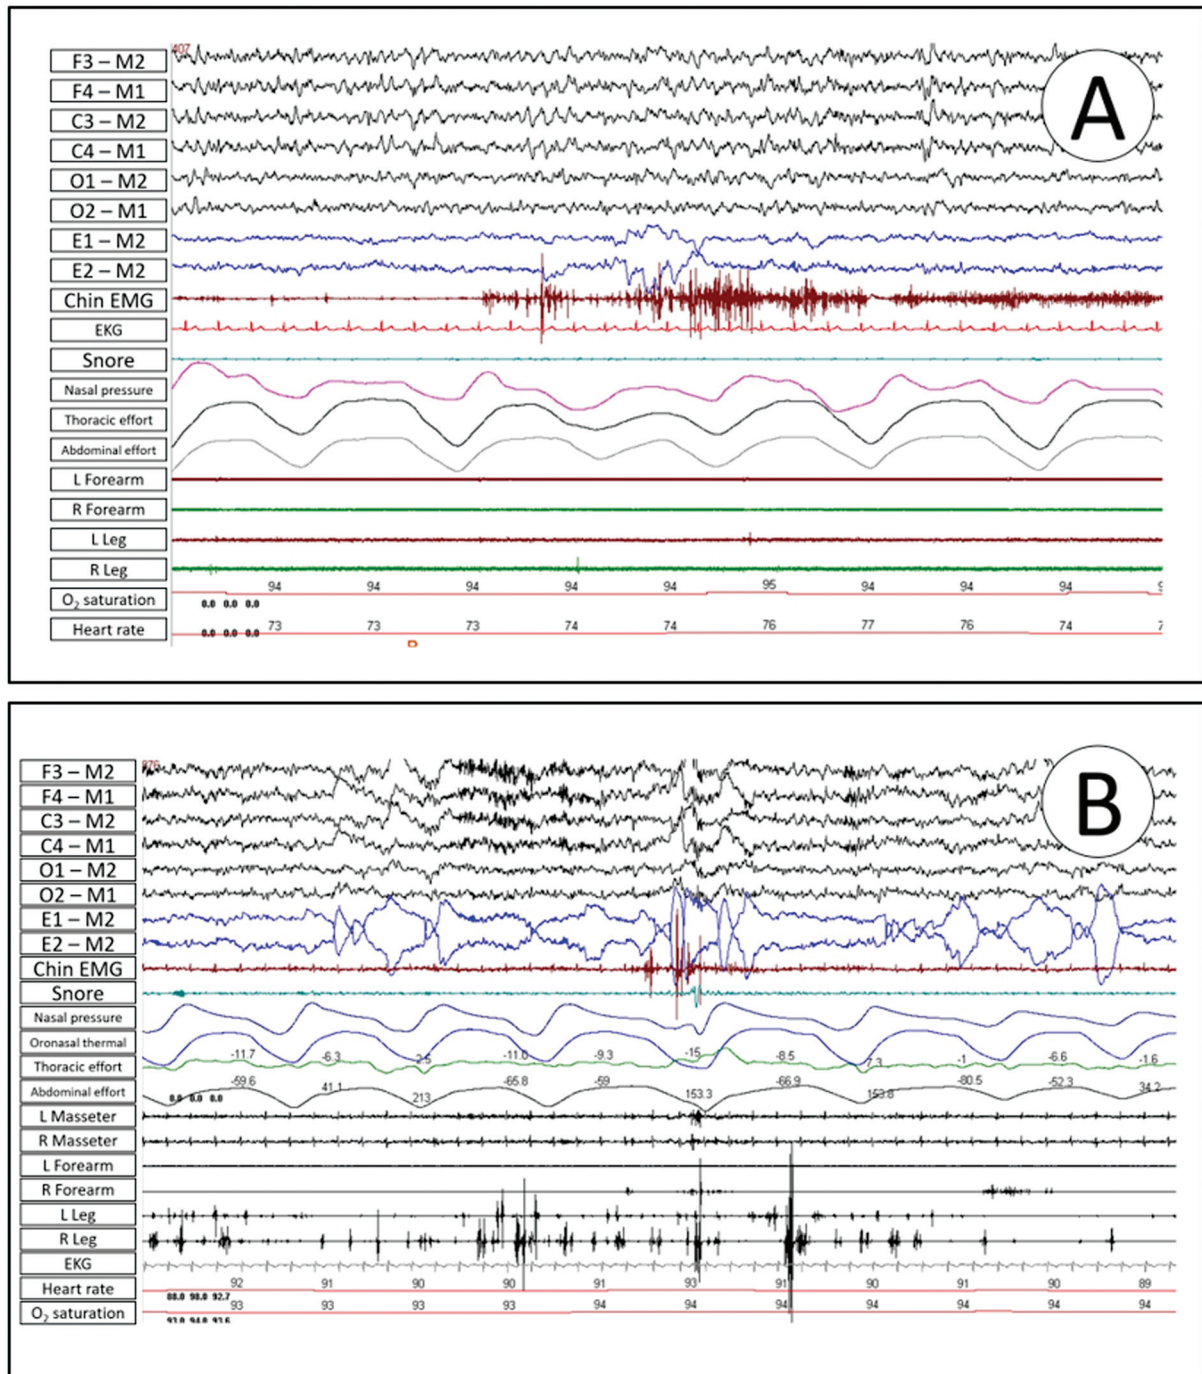 407
A
F3 – M2
F4 – M1
C3 – M2
C4 – M1
O1 – M2
O2 – M1
E1 – M2
E2 – M2
Chin EMG
EKG
Snore
Nasal pressure
Thoracic effort
Abdominal effort
L Forearm
R Forearm
L Leg
R Leg
94 94 94 94 94 95 94 94 94 9
O₂ saturation
0.0 0.0 0.0
73 73 73 74 74 76 77 76 74 7
Heart rate
0.0 0.0 0.0
B
F3 – M2
F4 – M1
C3 – M2
C4 – M1
O1 – M2
O2 – M1
E1 – M2
E2 – M2
Chin EMG
Snore
Nasal pressure
Oronasal thermal
-11.7 -6.3 2.5 -11.0 -9.3 -15 -8.5 7.3 -1 -6.6 -1.6
Thoracic effort
-59.6 41.1 213 -65.8 -59 153.3 -66.9 153.8 -80.5 -52.3 34.2
Abdominal effort
0.0 0.0 0.0
L Masseter
R Masseter
L Forearm
R Forearm
L Leg
R Leg
EKG
92 91 90 90 91 93 91 90 91 90 89
Heart rate
88.0 98.0 92.7
93 93 93 93 94 94 94 94 94 94 94
O₂ saturation
93.0 94.0 93.6